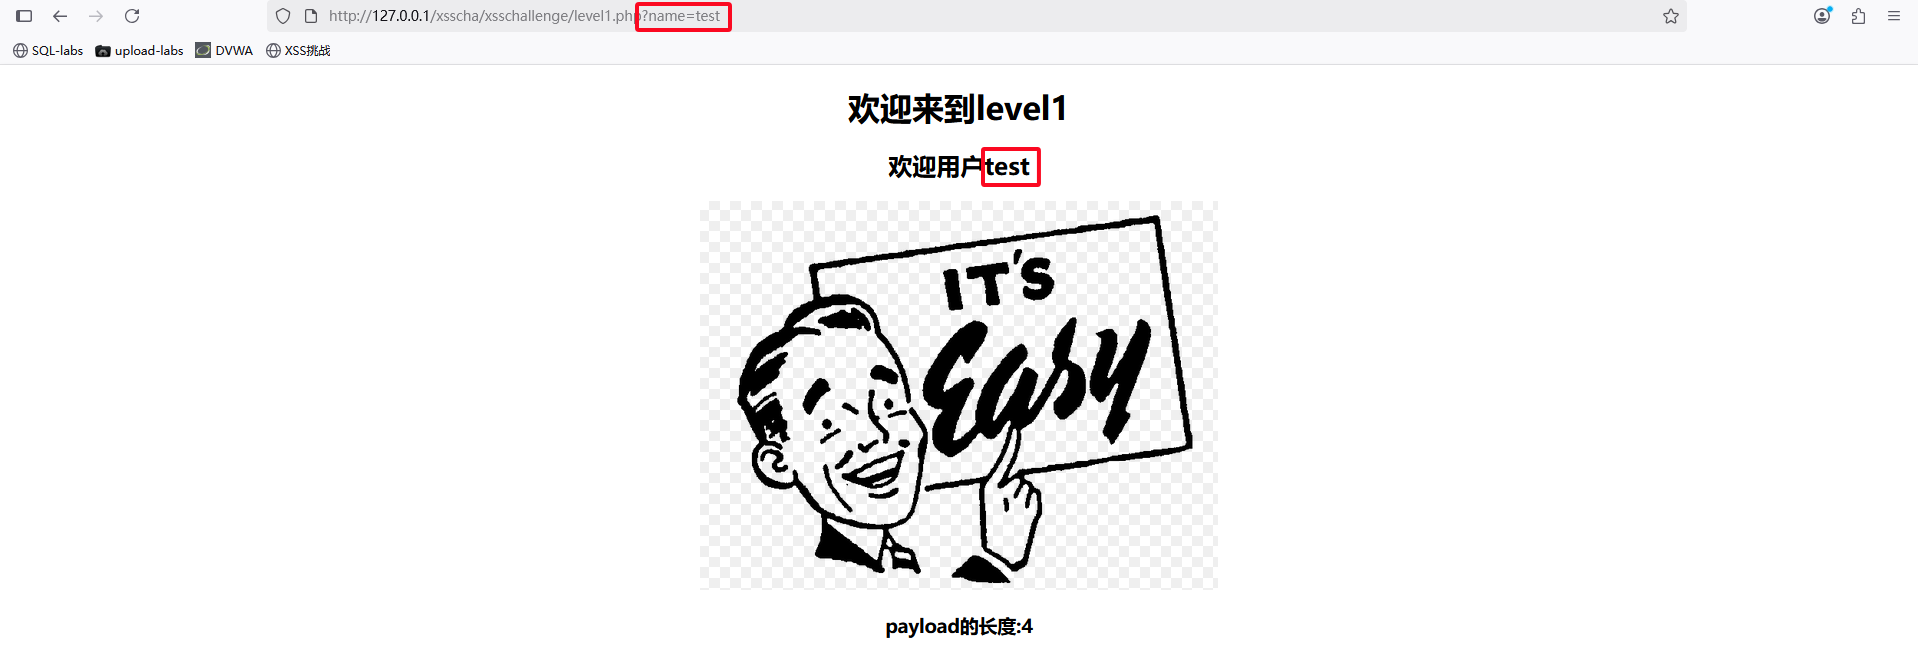 http://127.0.0.1/xsscha/xsschallenge/level1.php?name=test
SQL-labs upload-labs DVWA XSS挑战
欢迎来到level1
欢迎用户test
IT'S
Easy
payload的长度:4